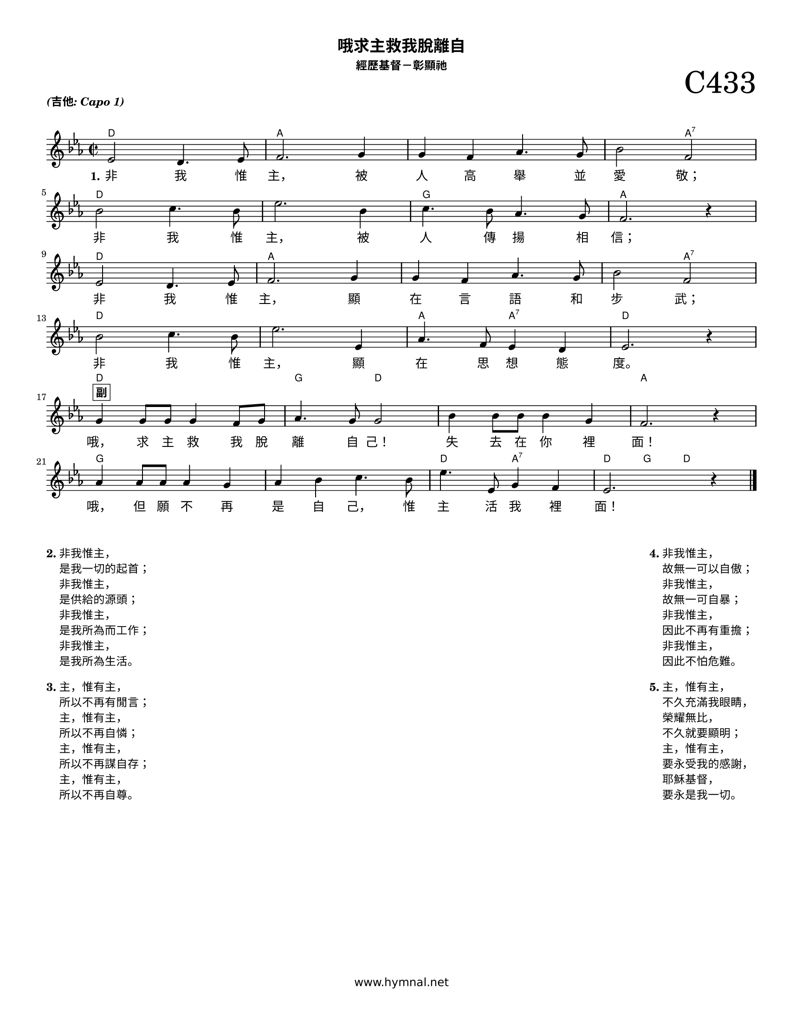 哦求主救我脫離自
經歷基督－彰顯祂
C433
(吉他: Capo 1)
D A A7
1. 非 我 惟 主， 被 人 高 舉 並 愛 敬；
5 D G A
非 我 惟 主， 被 人 傳 揚 相 信；
9 D A A7
非 我 惟 主， 顯 在 言 語 和 步 武；
13 D A A7 D
非 我 惟 主， 顯 在 思 想 態 度。
D G D A
副
17
哦， 求 主 救 我 脫 離 自 己！ 失 去 在 你 裡 面！
21 G D A7 D G D
哦， 但 願 不 再 是 自 己， 惟 主 活 我 裡 面！
2. 非我惟主，
是我一切的起首；
非我惟主，
是供給的源頭；
非我惟主，
是我所為而工作；
非我惟主，
是我所為生活。
3. 主，惟有主，
所以不再有閒言；
主，惟有主，
所以不再自憐；
主，惟有主，
所以不再謀自存；
主，惟有主，
所以不再自尊。
4. 非我惟主，
故無一可以自傲；
非我惟主，
故無一可自暴；
非我惟主，
因此不再有重擔；
非我惟主，
因此不怕危難。
5. 主，惟有主，
不久充滿我眼睛，
榮耀無比，
不久就要顯明；
主，惟有主，
要永受我的感謝，
耶穌基督，
要永是我一切。
www.hymnal.net